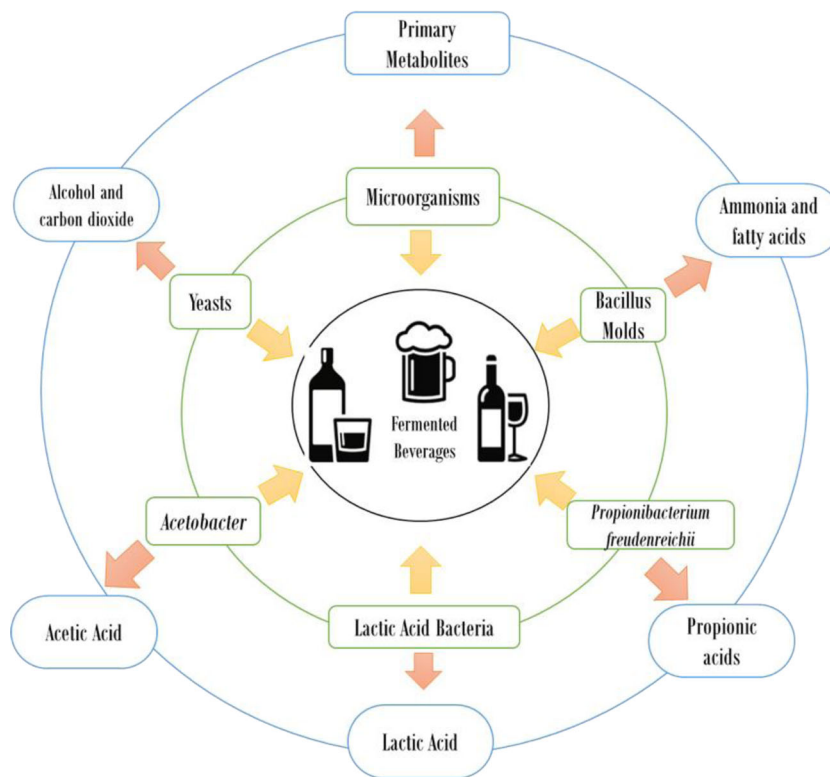 Primary
Metabolites
Microorganisms
Alcohol and
carbon dioxide
Ammonia and
fatty acids
Yeasts
Bacillus
Molds
Fermented
Beverages
Acetobacter
Propionibacterium
freudenreichii
Acetic Acid
Lactic Acid Bacteria
Propionic
acids
Lactic Acid